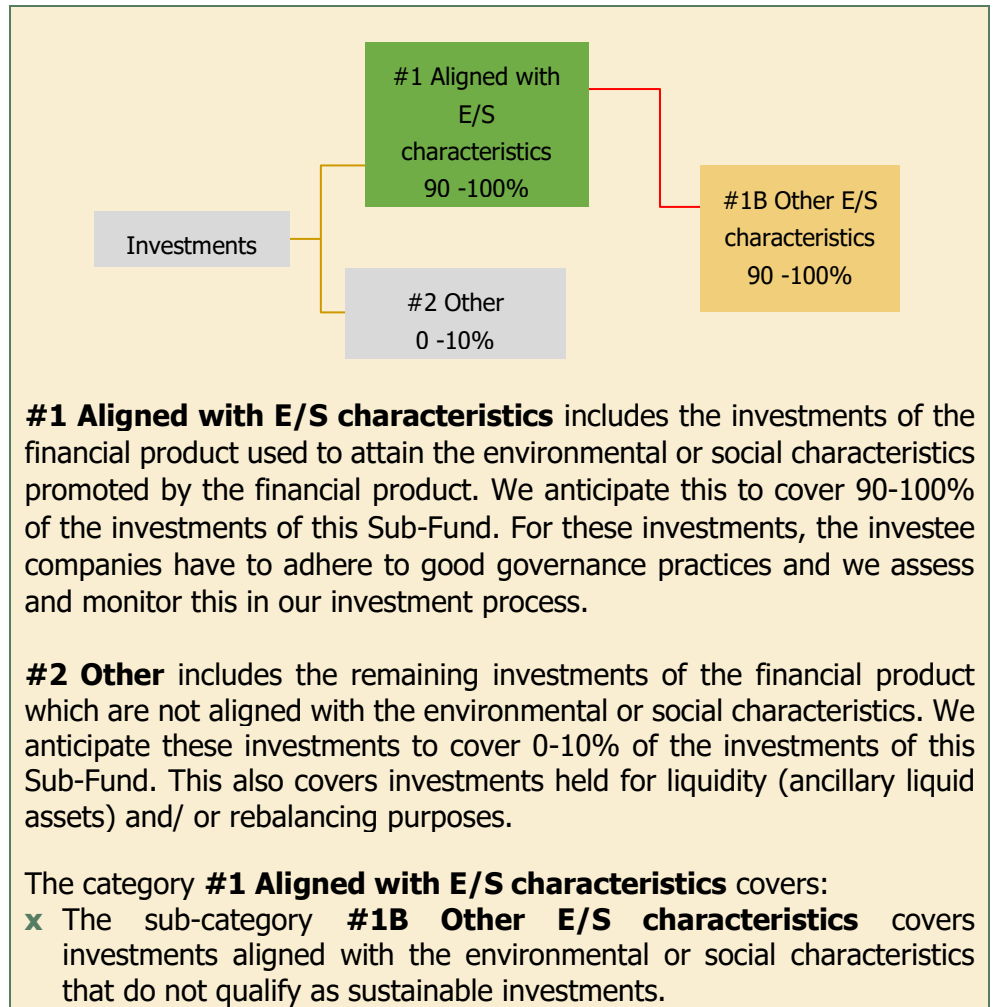 #1 Aligned with
E/S
characteristics
90 -100%
#1B Other E/S
characteristics
90 -100%
Investments
#2 Other
0 -10%
#1 Aligned with E/S characteristics includes the investments of the
financial product used to attain the environmental or social characteristics
promoted by the financial product. We anticipate this to cover 90-100%
of the investments of this Sub-Fund. For these investments, the investee
companies have to adhere to good governance practices and we assess
and monitor this in our investment process.
#2 Other includes the remaining investments of the financial product
which are not aligned with the environmental or social characteristics. We
anticipate these investments to cover 0-10% of the investments of this
Sub-Fund. This also covers investments held for liquidity (ancillary liquid
assets) and/ or rebalancing purposes.
The category #1 Aligned with E/S characteristics covers:
x The sub-category #1B Other E/S characteristics covers
investments aligned with the environmental or social characteristics
that do not qualify as sustainable investments.